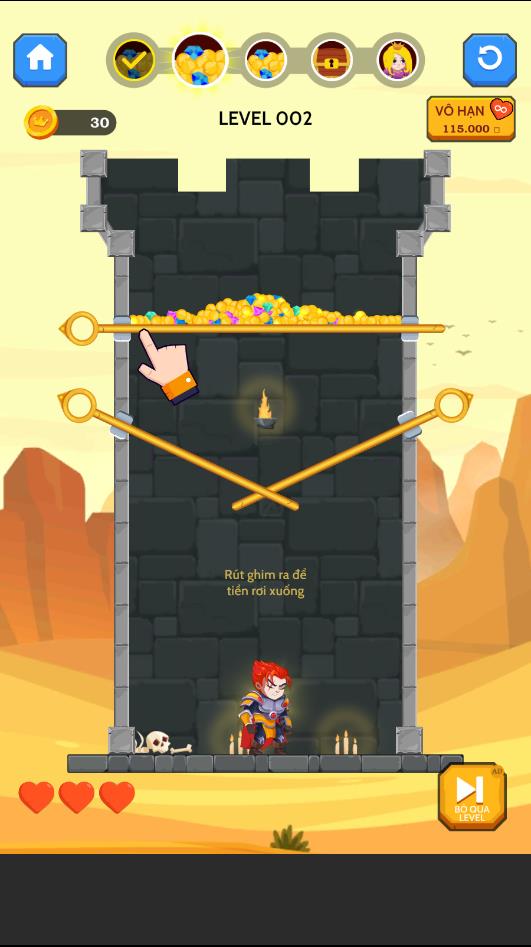 30
LEVEL 002
VÔ HẠN
115.000
Rút ghim ra để
tiền rơi xuống
AD
BỎ QUA
LEVEL